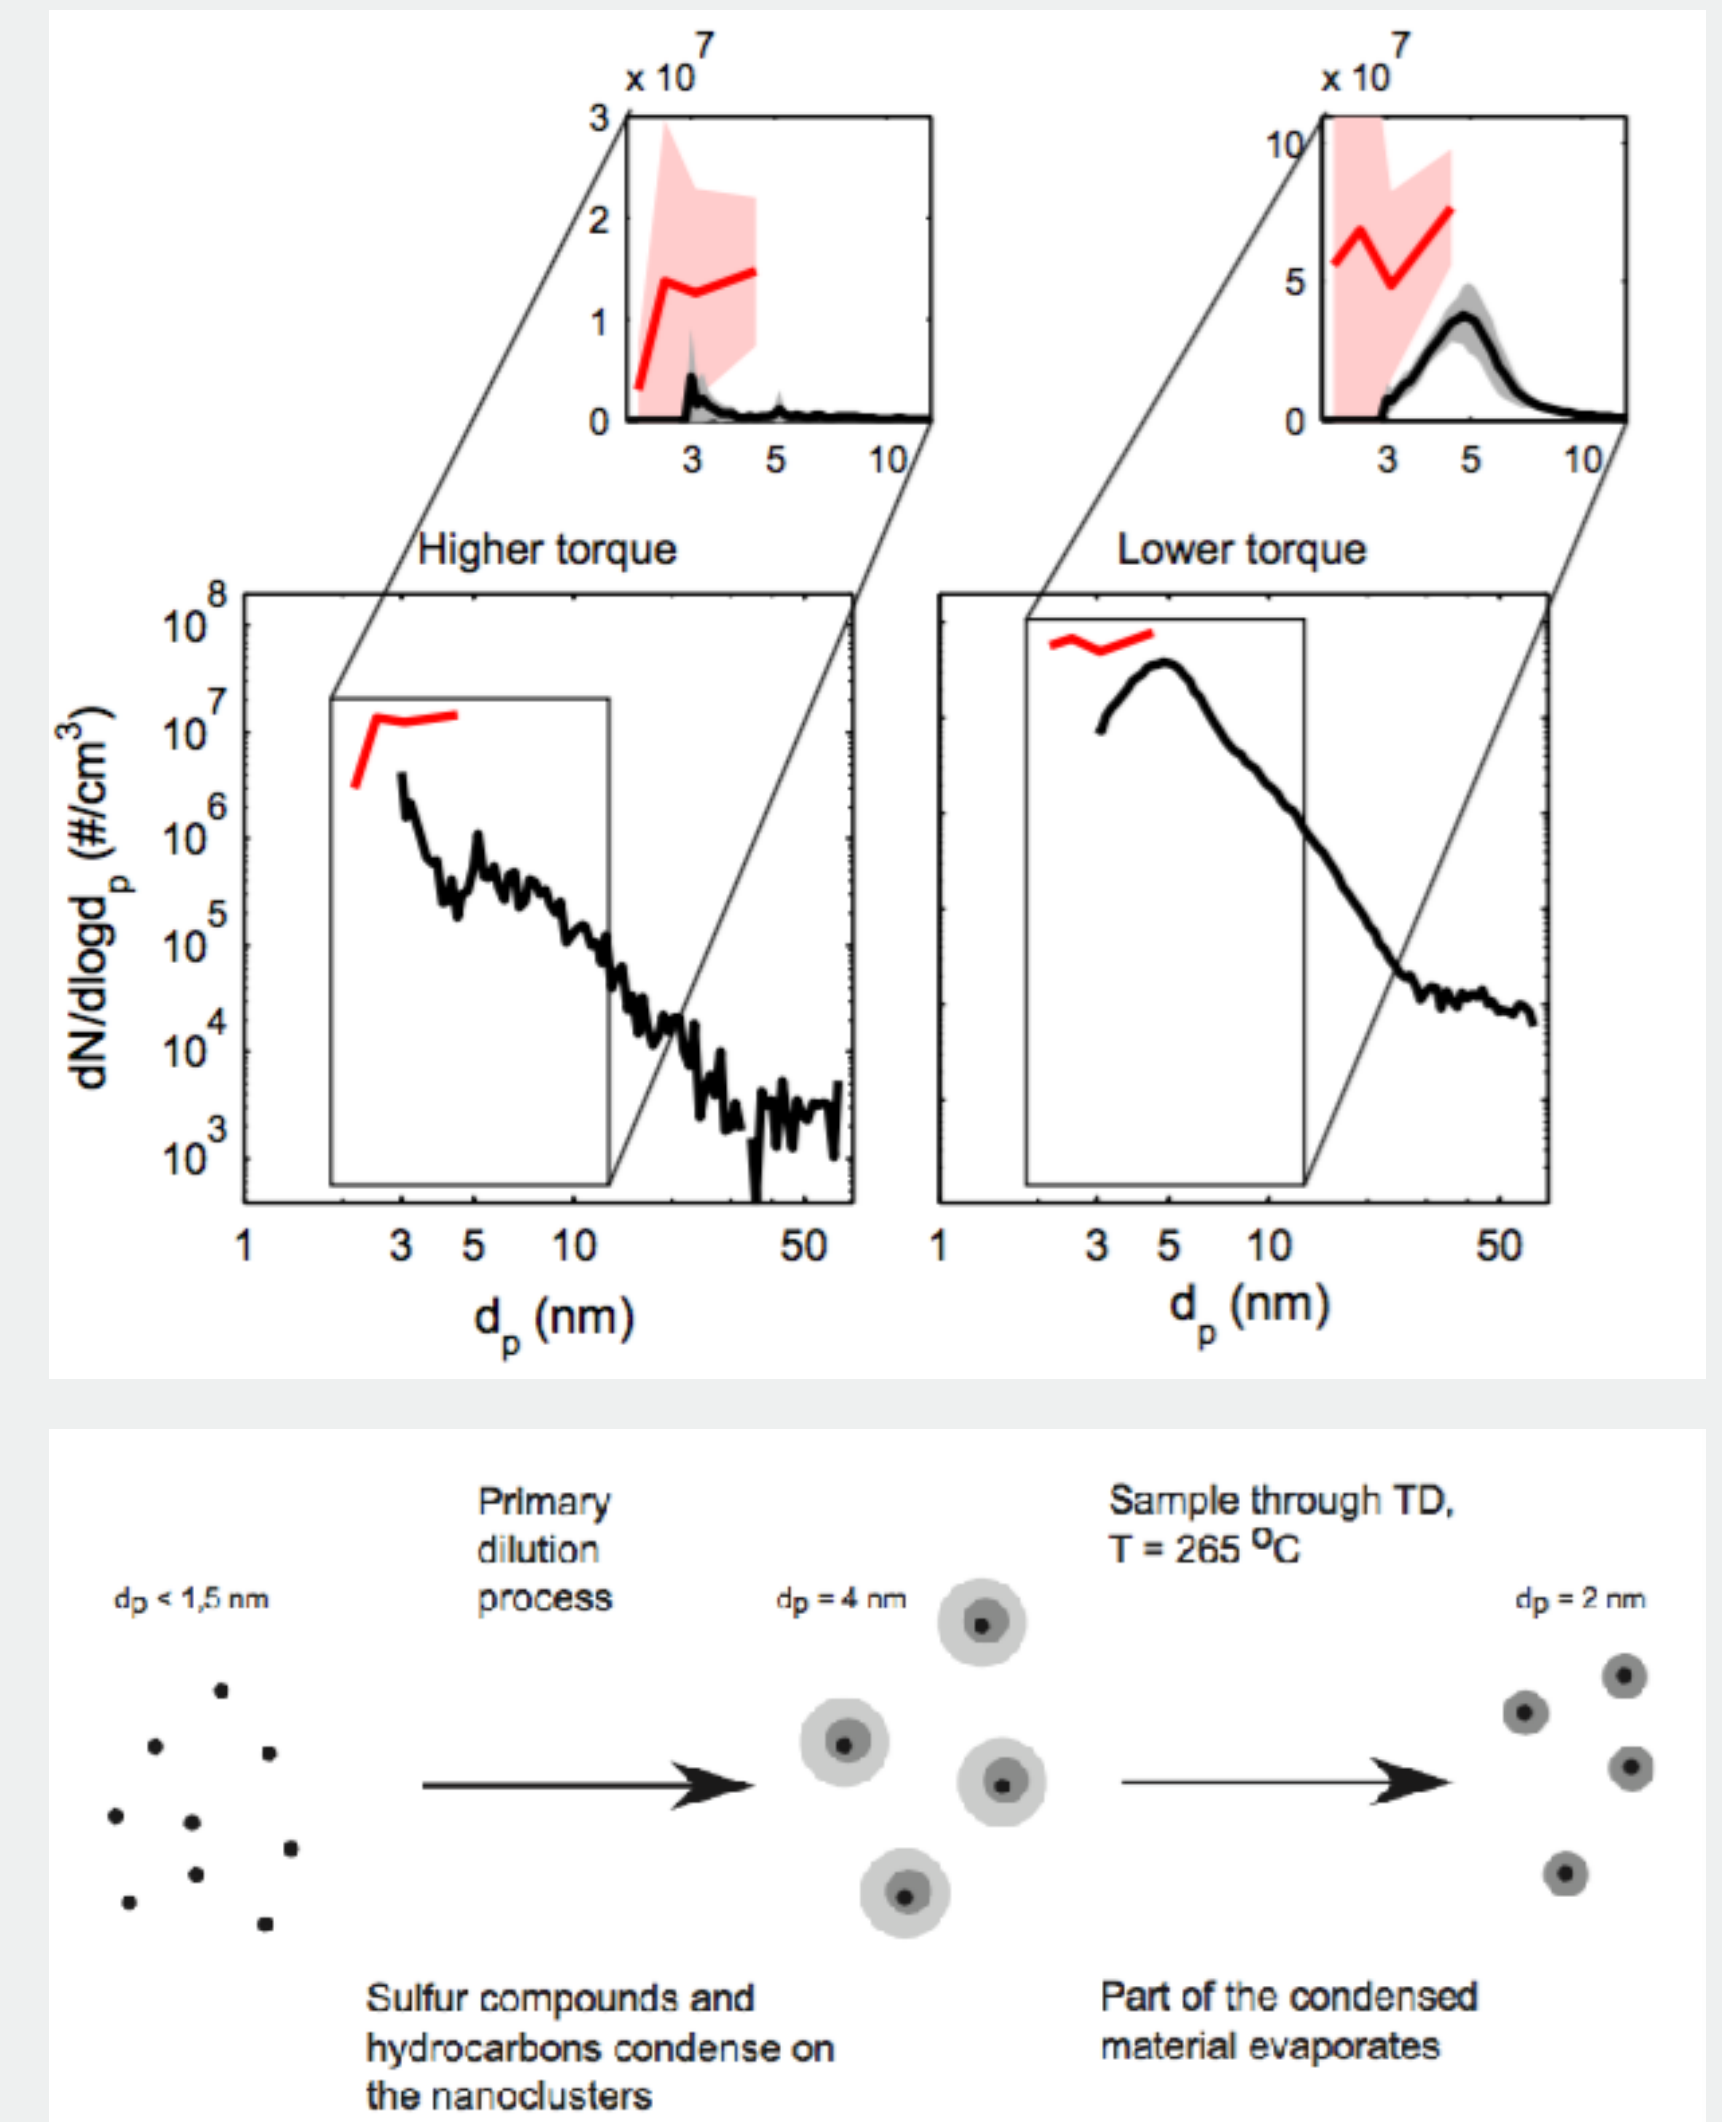 x 10^7
3
2
1
0
3 5 10
x 10^7
10
5
0
3 5 10
Higher torque
Lower torque
dN/dlogd_p (#/cm^3)
10^8
10^7
10^6
10^5
10^4
10^3
1 3 5 10 50
d_p (nm)
1 3 5 10 50
d_p (nm)
d_p < 1,5 nm
Primary
dilution
process
d_p = 4 nm
Sample through TD,
T = 265 °C
d_p = 2 nm
Sulfur compounds and
hydrocarbons condense on
the nanoclusters
Part of the condensed
material evaporates